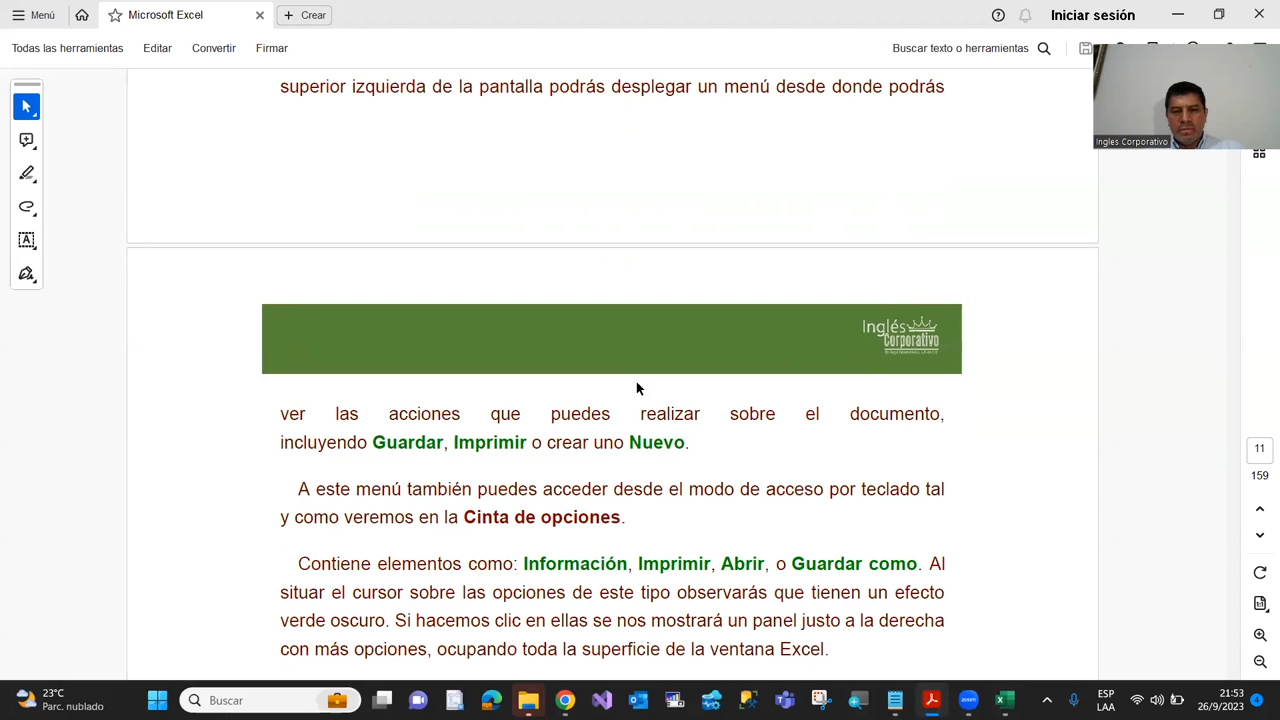 Menú
Microsoft Excel
Crear
Iniciar sesión
Todas las herramientas
Editar
Convertir
Firmar
Buscar texto o herramientas
superior izquierda de la pantalla podrás desplegar un menú desde donde podrás
Ingles Corporativo
Inglés
Corporativo
ver las acciones que puedes realizar sobre el documento,
incluyendo Guardar, Imprimir o crear uno Nuevo.
A este menú también puedes acceder desde el modo de acceso por teclado tal
y como veremos en la Cinta de opciones.
Contiene elementos como: Información, Imprimir, Abrir, o Guardar como. Al
situar el cursor sobre las opciones de este tipo observarás que tienen un efecto
verde oscuro. Si hacemos clic en ellas se nos mostrará un panel justo a la derecha
con más opciones, ocupando toda la superficie de la ventana Excel.
11
159
23°C
Parc. nublado
Buscar
ESP
LAA
21:53
26/9/2023
4